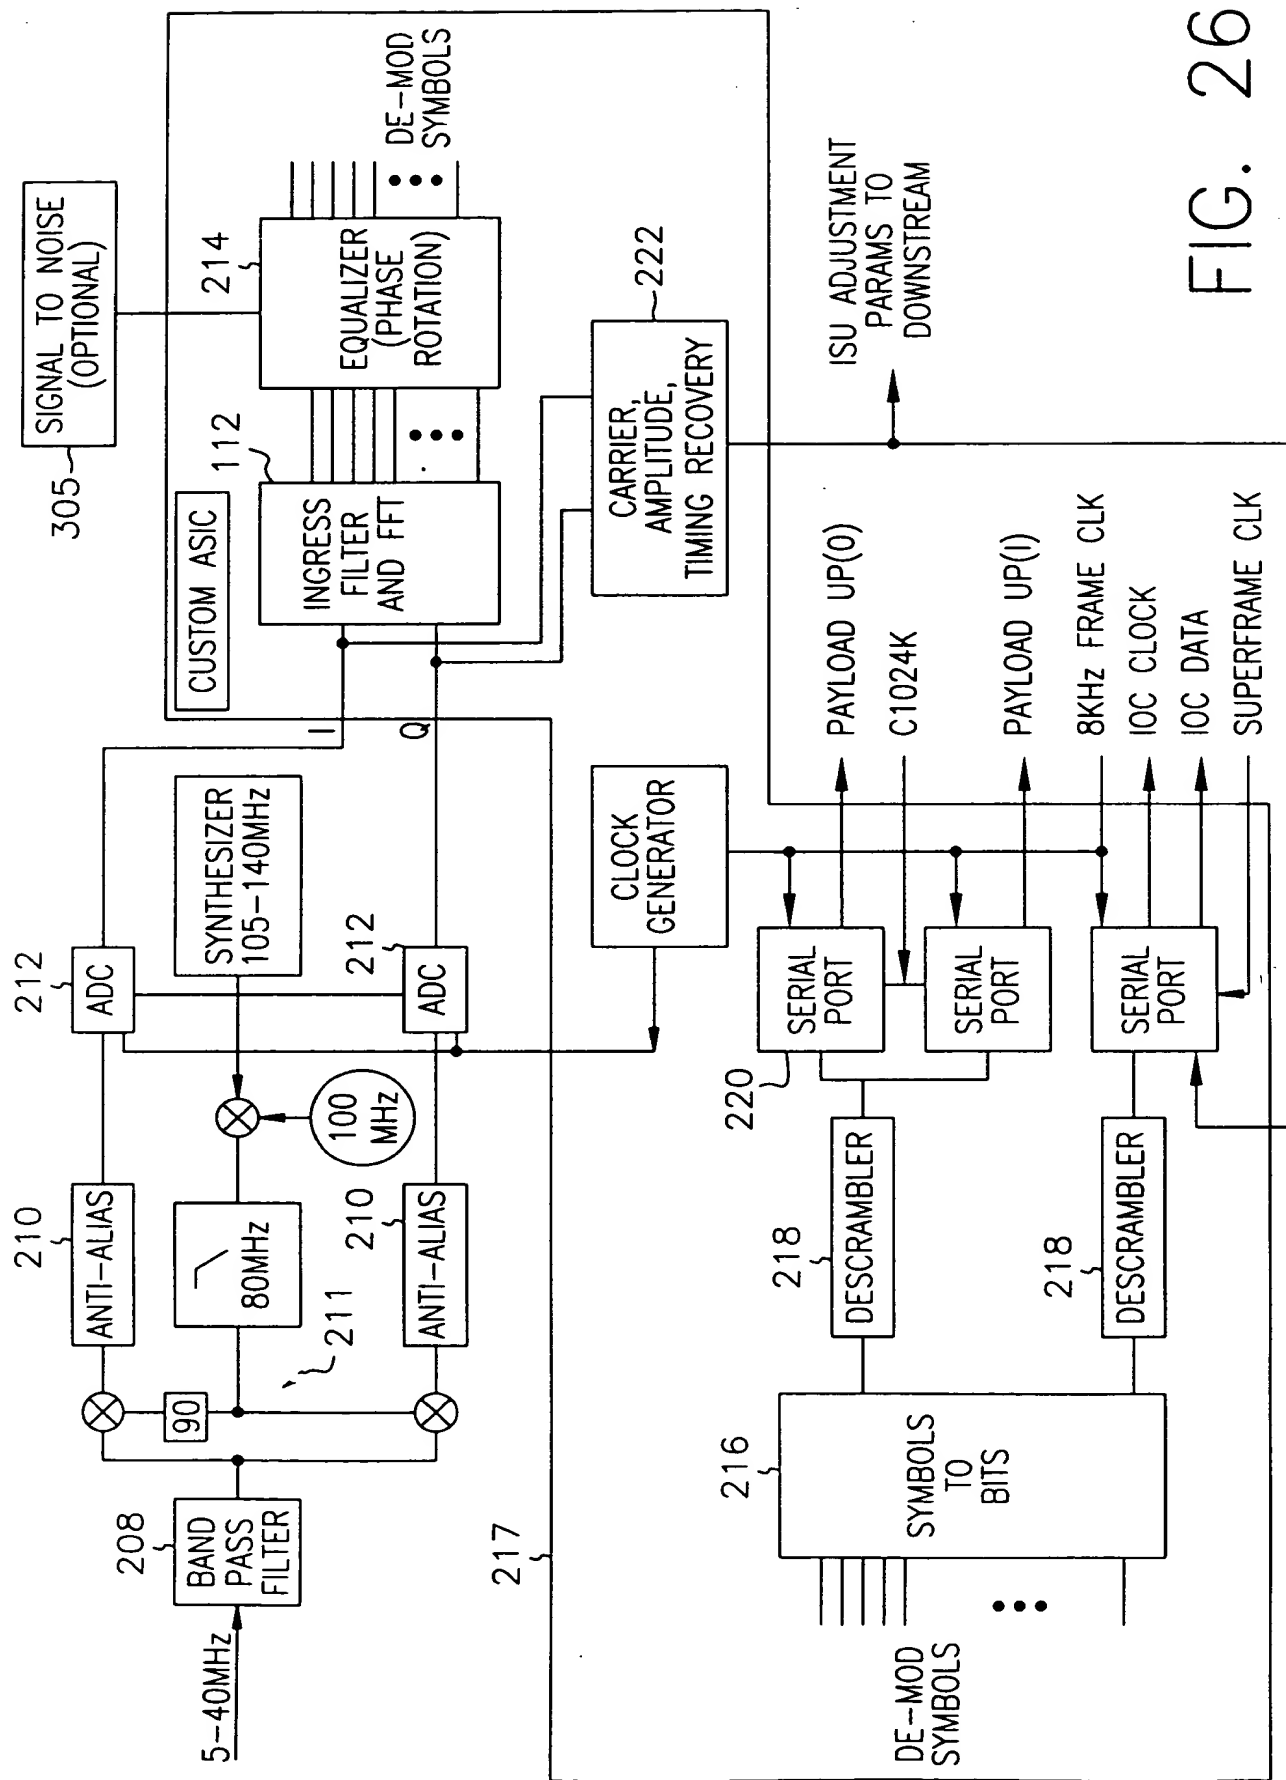 5-40MHz
208
BAND
PASS
FILTER
90
211
210
ANTI-ALIAS
80MHz
210
ANTI-ALIAS
100
MHz
212
ADC
SYNTHESIZER
105-140MHz
212
ADC
I
Q
CUSTOM ASIC
305
SIGNAL TO NOISE
(OPTIONAL)
112
INGRESS
FILTER
AND FFT
214
EQUALIZER
(PHASE
ROTATION)
DE-MOD
SYMBOLS
222
CARRIER,
AMPLITUDE,
TIMING RECOVERY
ISU ADJUSTMENT
PARAMS TO
DOWNSTREAM
217
CLOCK
GENERATOR
DE-MOD
SYMBOLS
216
SYMBOLS
TO
BITS
218
DESCRAMBLER
218
DESCRAMBLER
220
SERIAL
PORT
SERIAL
PORT
SERIAL
PORT
PAYLOAD UP(0)
C1024K
PAYLOAD UP(1)
8KHz FRAME CLK
IOC CLOCK
IOC DATA
SUPERFRAME CLK
FIG. 26